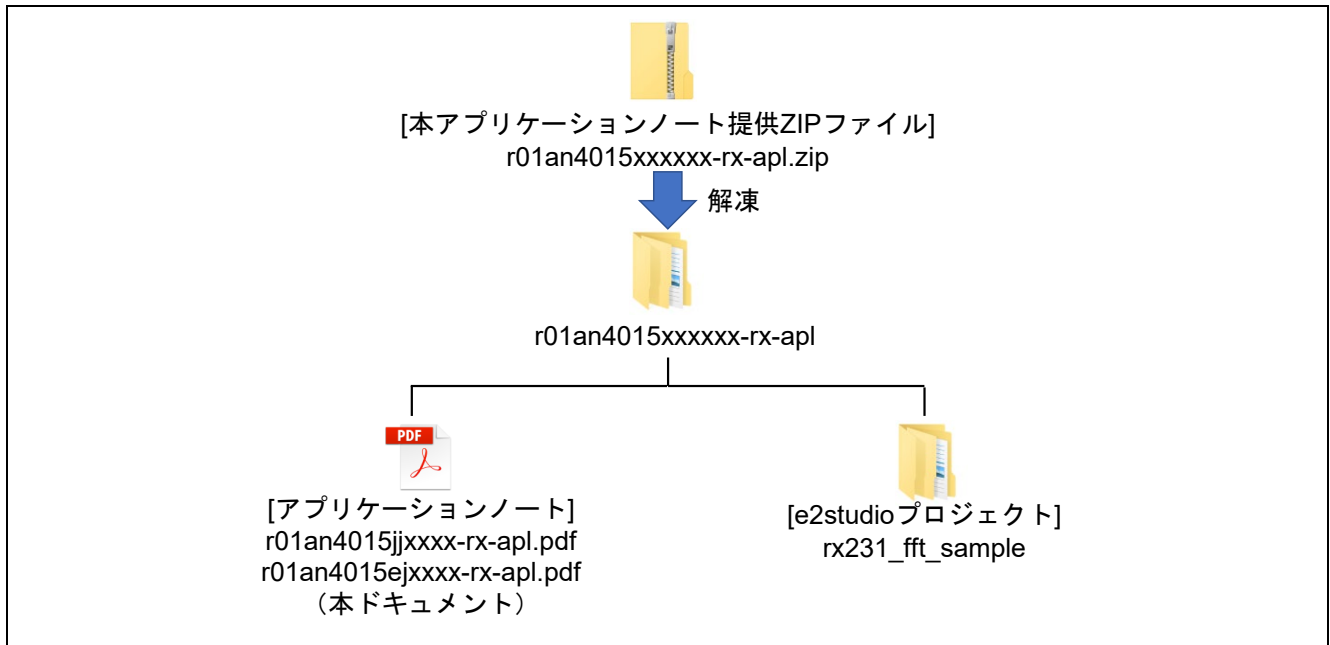 [本アプリケーションノート提供ZIPファイル]
r01an4015xxxxxx-rx-apl.zip
解凍
r01an4015xxxxxx-rx-apl
PDF
[アプリケーションノート]
r01an4015jjxxxx-rx-apl.pdf
r01an4015ejxxxx-rx-apl.pdf
（本ドキュメント）
[e2studioプロジェクト]
rx231_fft_sample